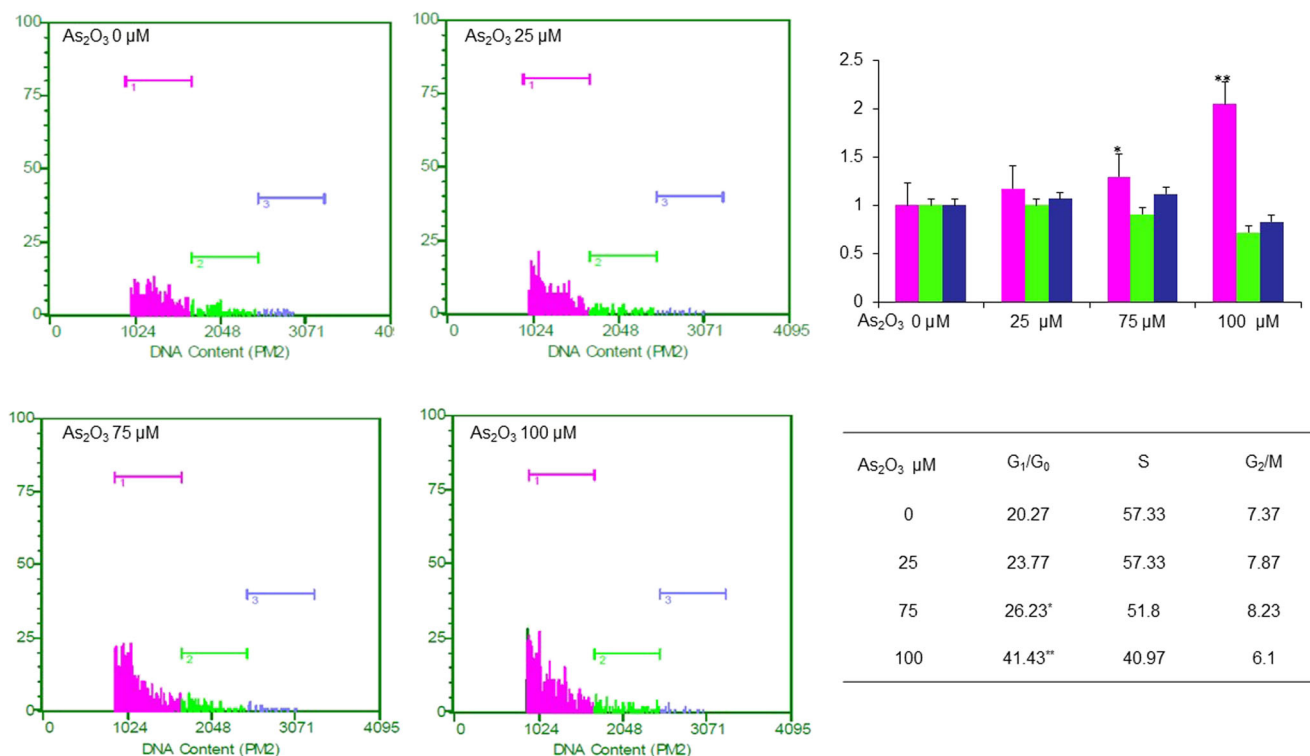 As₂O₃ 0 µM
100
75
50
25
0
1
2
3
0 1024 2048 3071 40
DNA Content (PM2)
As₂O₃ 25 µM
100
75
50
25
0
1
2
3
0 1024 2048 3071 4095
DNA Content (PM2)
2.5
2
1.5
1
0.5
0
*
**
As₂O₃ 0 µM 25 µM 75 µM 100 µM
As₂O₃ 75 µM
100
75
50
25
0
1
2
3
0 1024 2048 3071 4095
DNA Content (PM2)
As₂O₃ 100 µM
100
75
50
25
0
1
2
3
0 1024 2048 3071 4095
DNA Content (PM2)
As₂O₃ µM G₁/G₀ S G₂/M
0 20.27 57.33 7.37
25 23.77 57.33 7.87
75 26.23* 51.8 8.23
100 41.43** 40.97 6.1